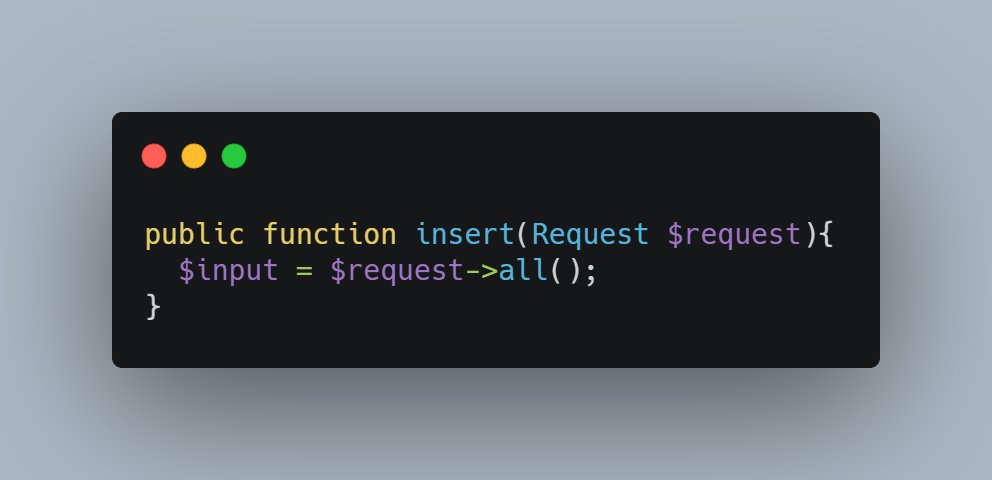 public function insert(Request $request){
  $input = $request->all();
}